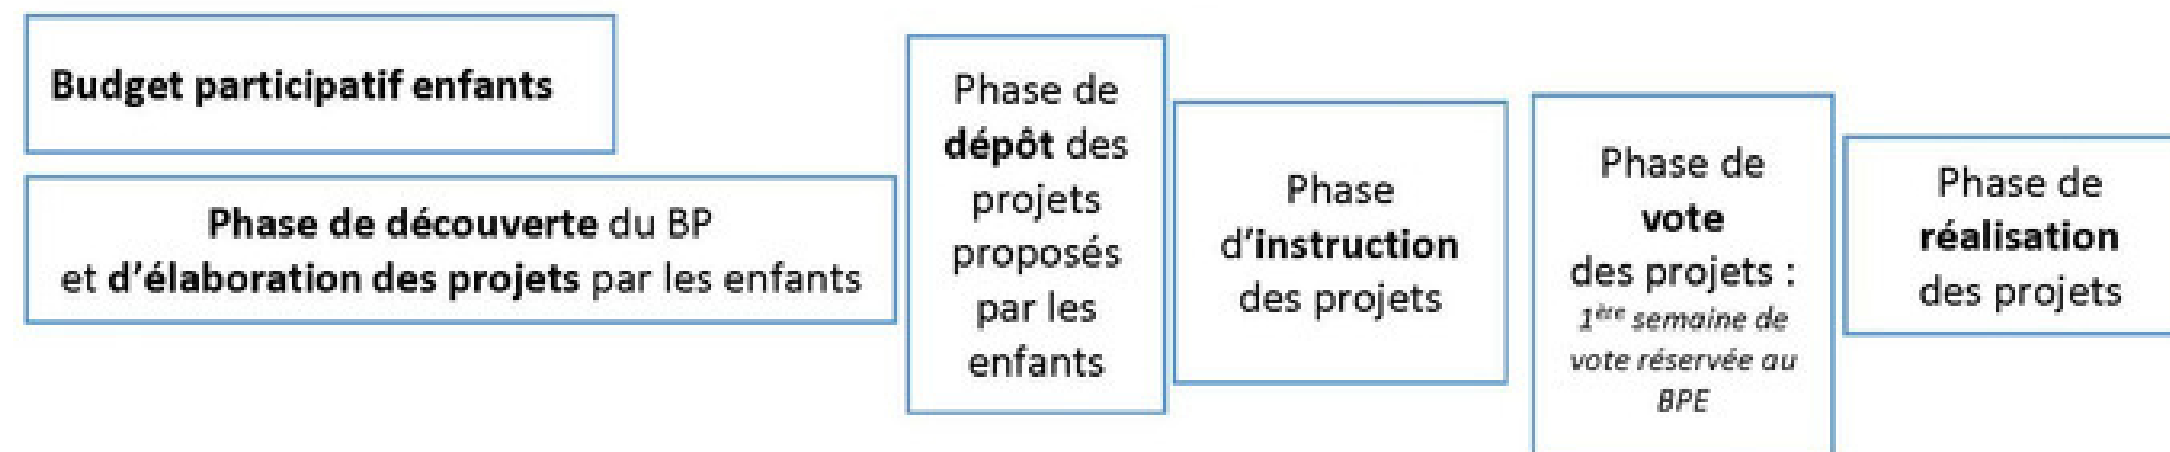 Budget participatif enfants
Phase de découverte du BP
et d'élaboration des projets par les enfants
Phase de
dépôt des
projets
proposés
par les
enfants
Phase
d'instruction
des projets
Phase de
vote
des projets :
1ère semaine de
vote réservée au
BPE
Phase de
réalisation
des projets